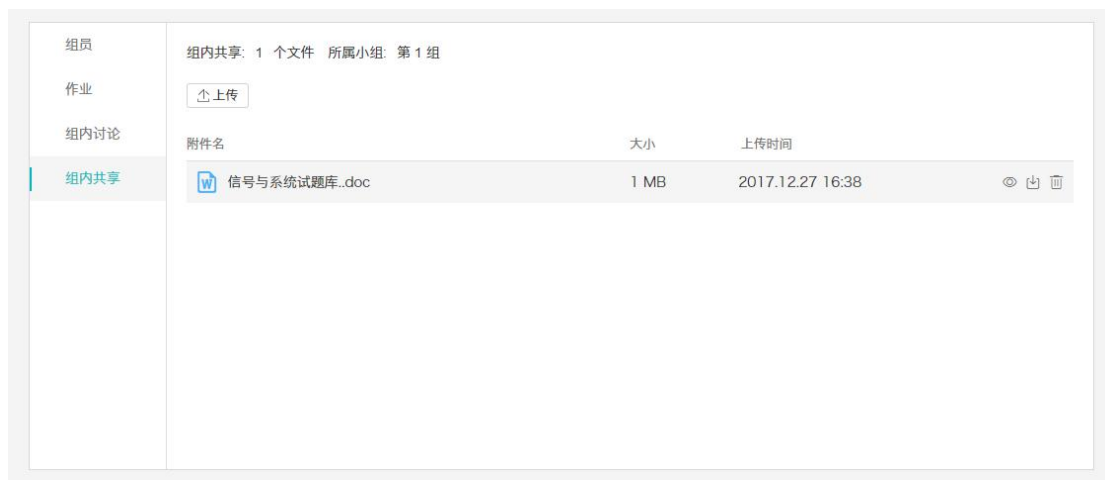 组员
作业
组内讨论
组内共享
组内共享: 1 个文件 所属小组: 第 1 组
上传
附件名 大小 上传时间
信号与系统试题库..doc 1 MB 2017.12.27 16:38